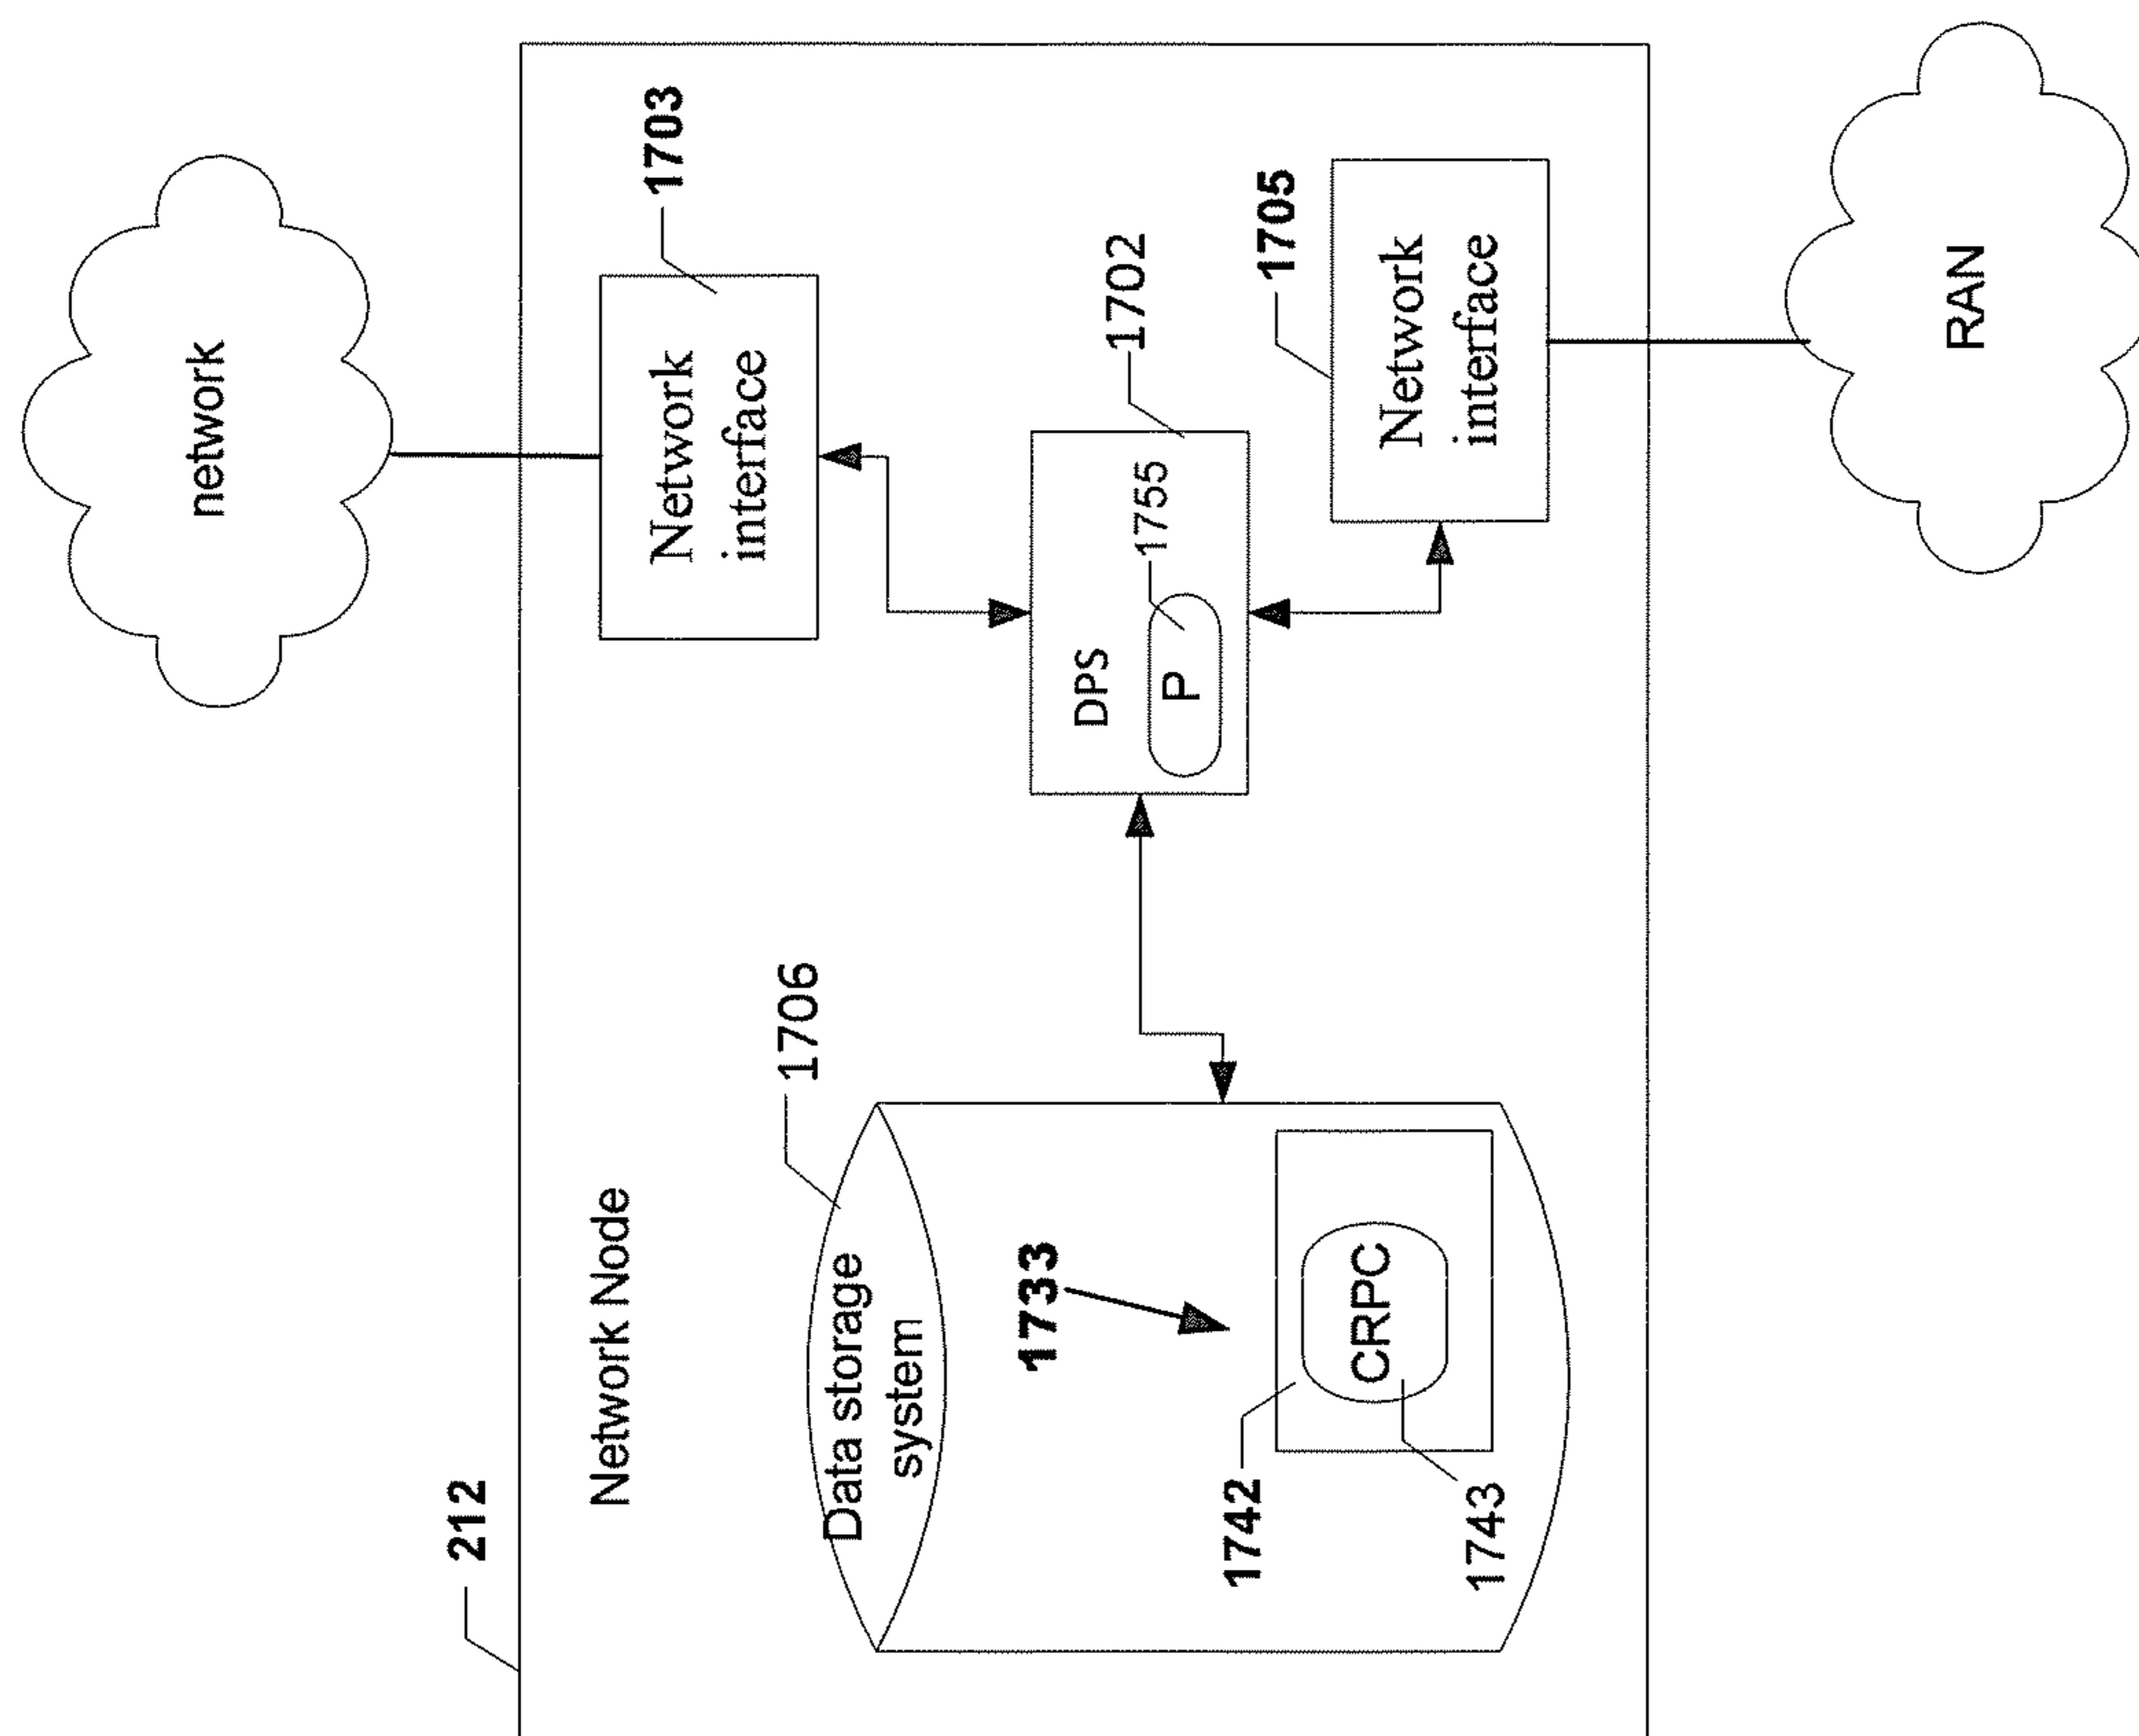 network
212
Network Node
1703
Network
interface
1706
Data storage
system
1733
1702
DPS
P
1755
1705
Network
interface
1742
CRPC
1743
RAN